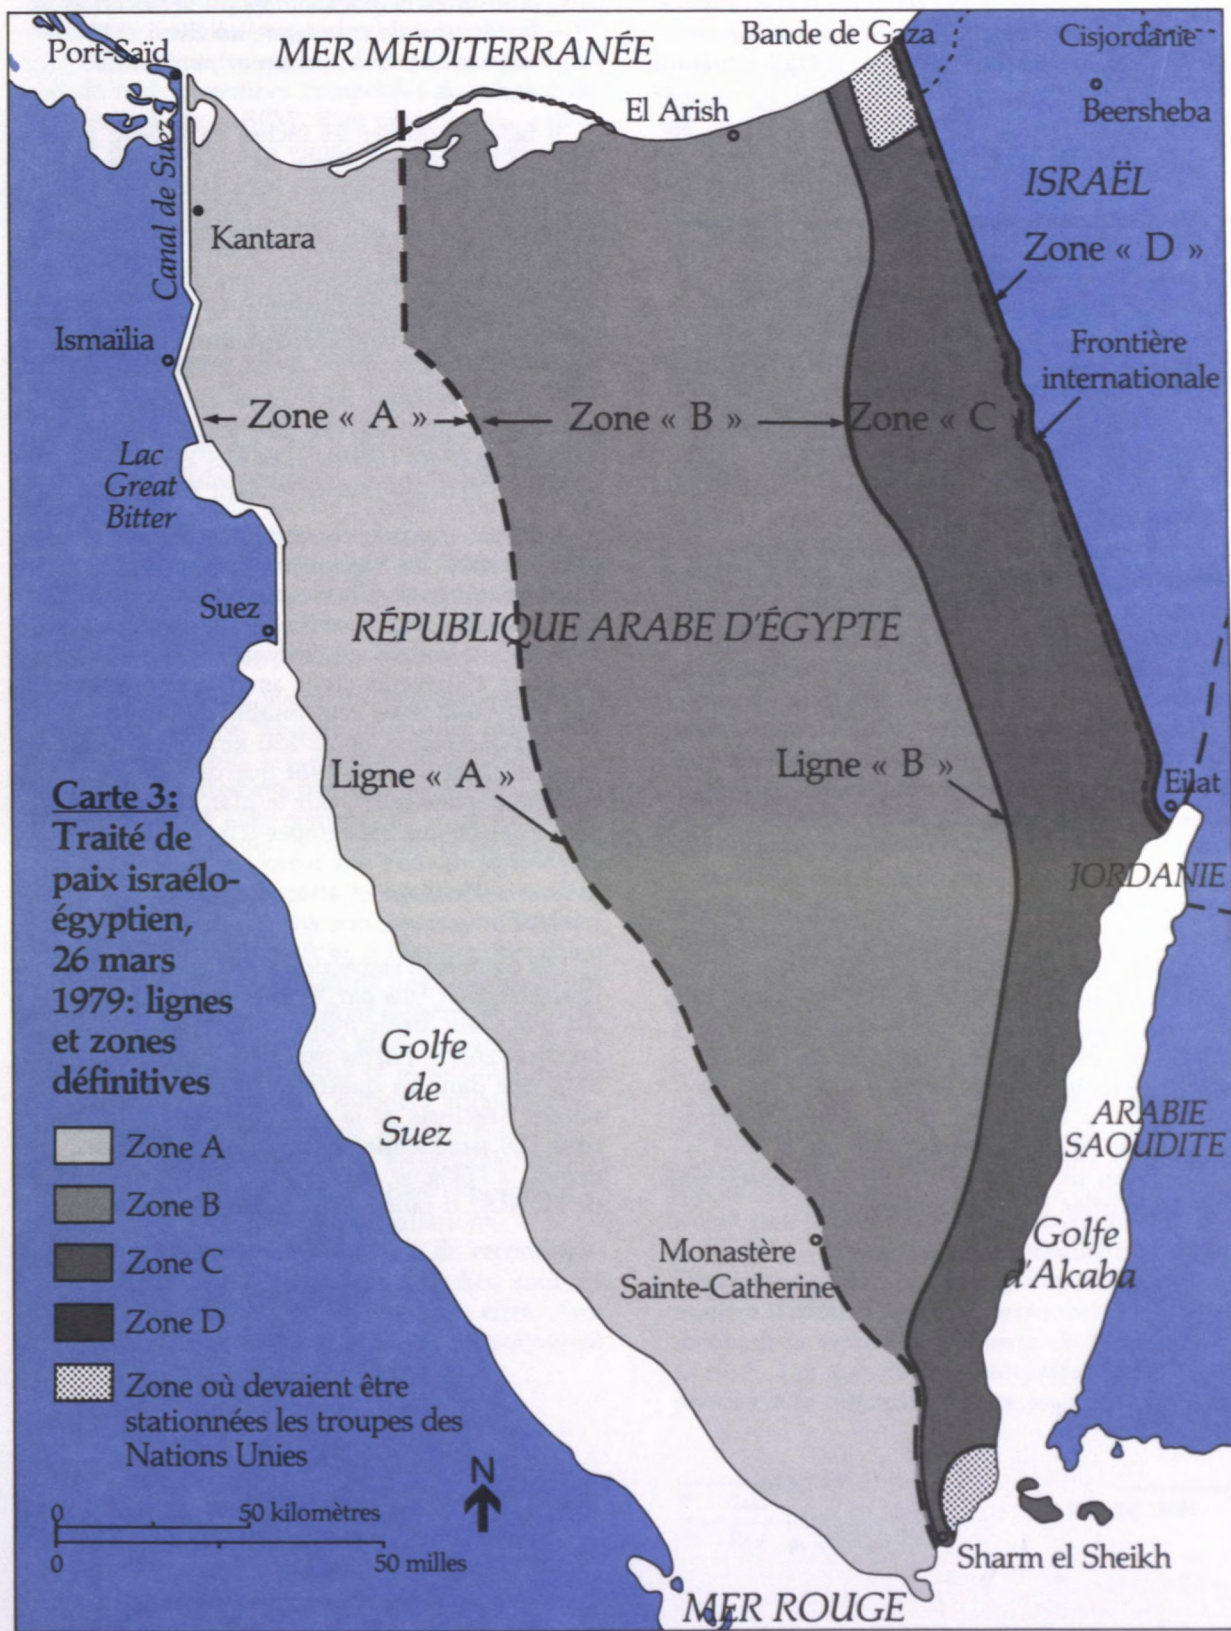 MER MÉDITERRANÉE
Port-Saïd
Bande de Gaza
Cisjordanie
El Arish
Beersheba
Canal de Suez
ISRAËL
Kantara
Zone « D »
Ismaïlia
Frontière
internationale
Zone « A »
Zone « B »
Zone « C »
Lac
Great
Bitter
Suez
RÉPUBLIQUE ARABE D'ÉGYPTE
Ligne « A »
Ligne « B »
Eilat
JORDANIE
Carte 3:
Traité de
paix israélo-
égyptien,
26 mars
1979: lignes
et zones
définitives
Golfe
de
Suez
ARABIE
SAOUDITE
Golfe
d'Akaba
Monastère
Sainte-Catherine
Zone A
Zone B
Zone C
Zone D
Zone où devaient être
stationnées les troupes des
Nations Unies
N
0 50 kilomètres
0 50 milles
Sharm el Sheikh
MER ROUGE